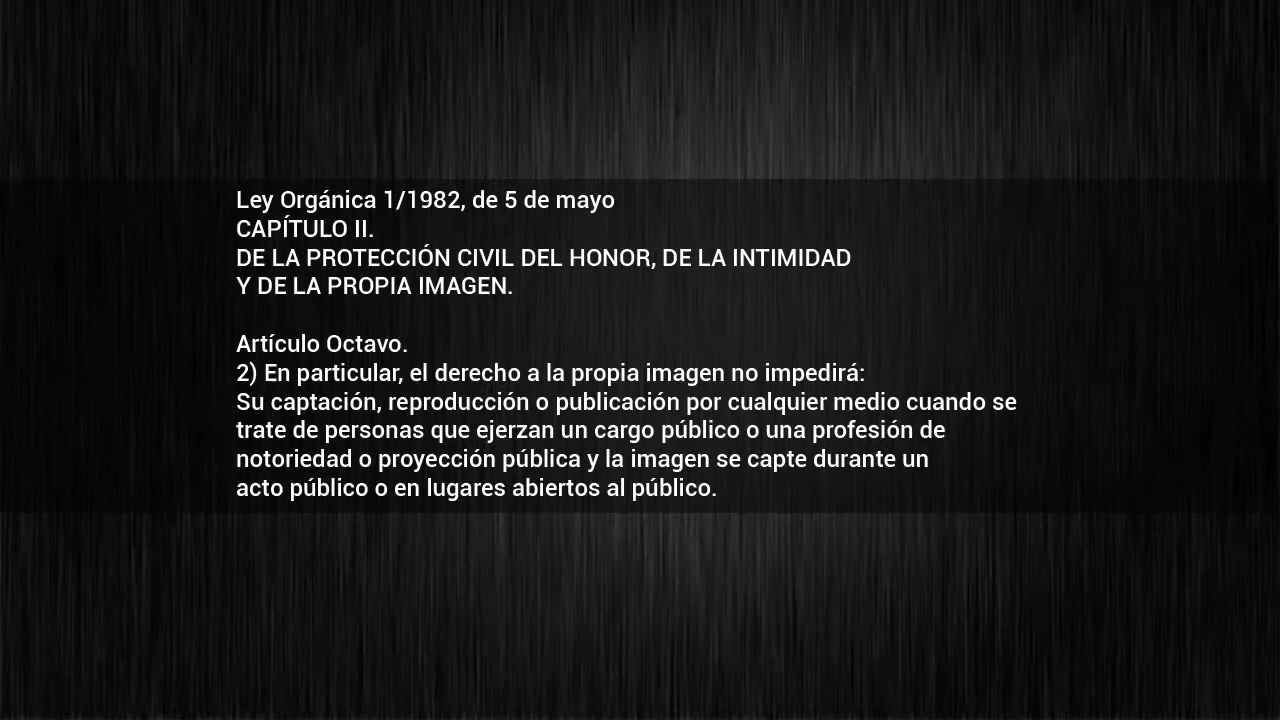 Ley Orgánica 1/1982, de 5 de mayo
CAPÍTULO II.
DE LA PROTECCIÓN CIVIL DEL HONOR, DE LA INTIMIDAD
Y DE LA PROPIA IMAGEN.
Artículo Octavo.
2) En particular, el derecho a la propia imagen no impedirá:
Su captación, reproducción o publicación por cualquier medio cuando se
trate de personas que ejerzan un cargo público o una profesión de
notoriedad o proyección pública y la imagen se capte durante un
acto público o en lugares abiertos al público.